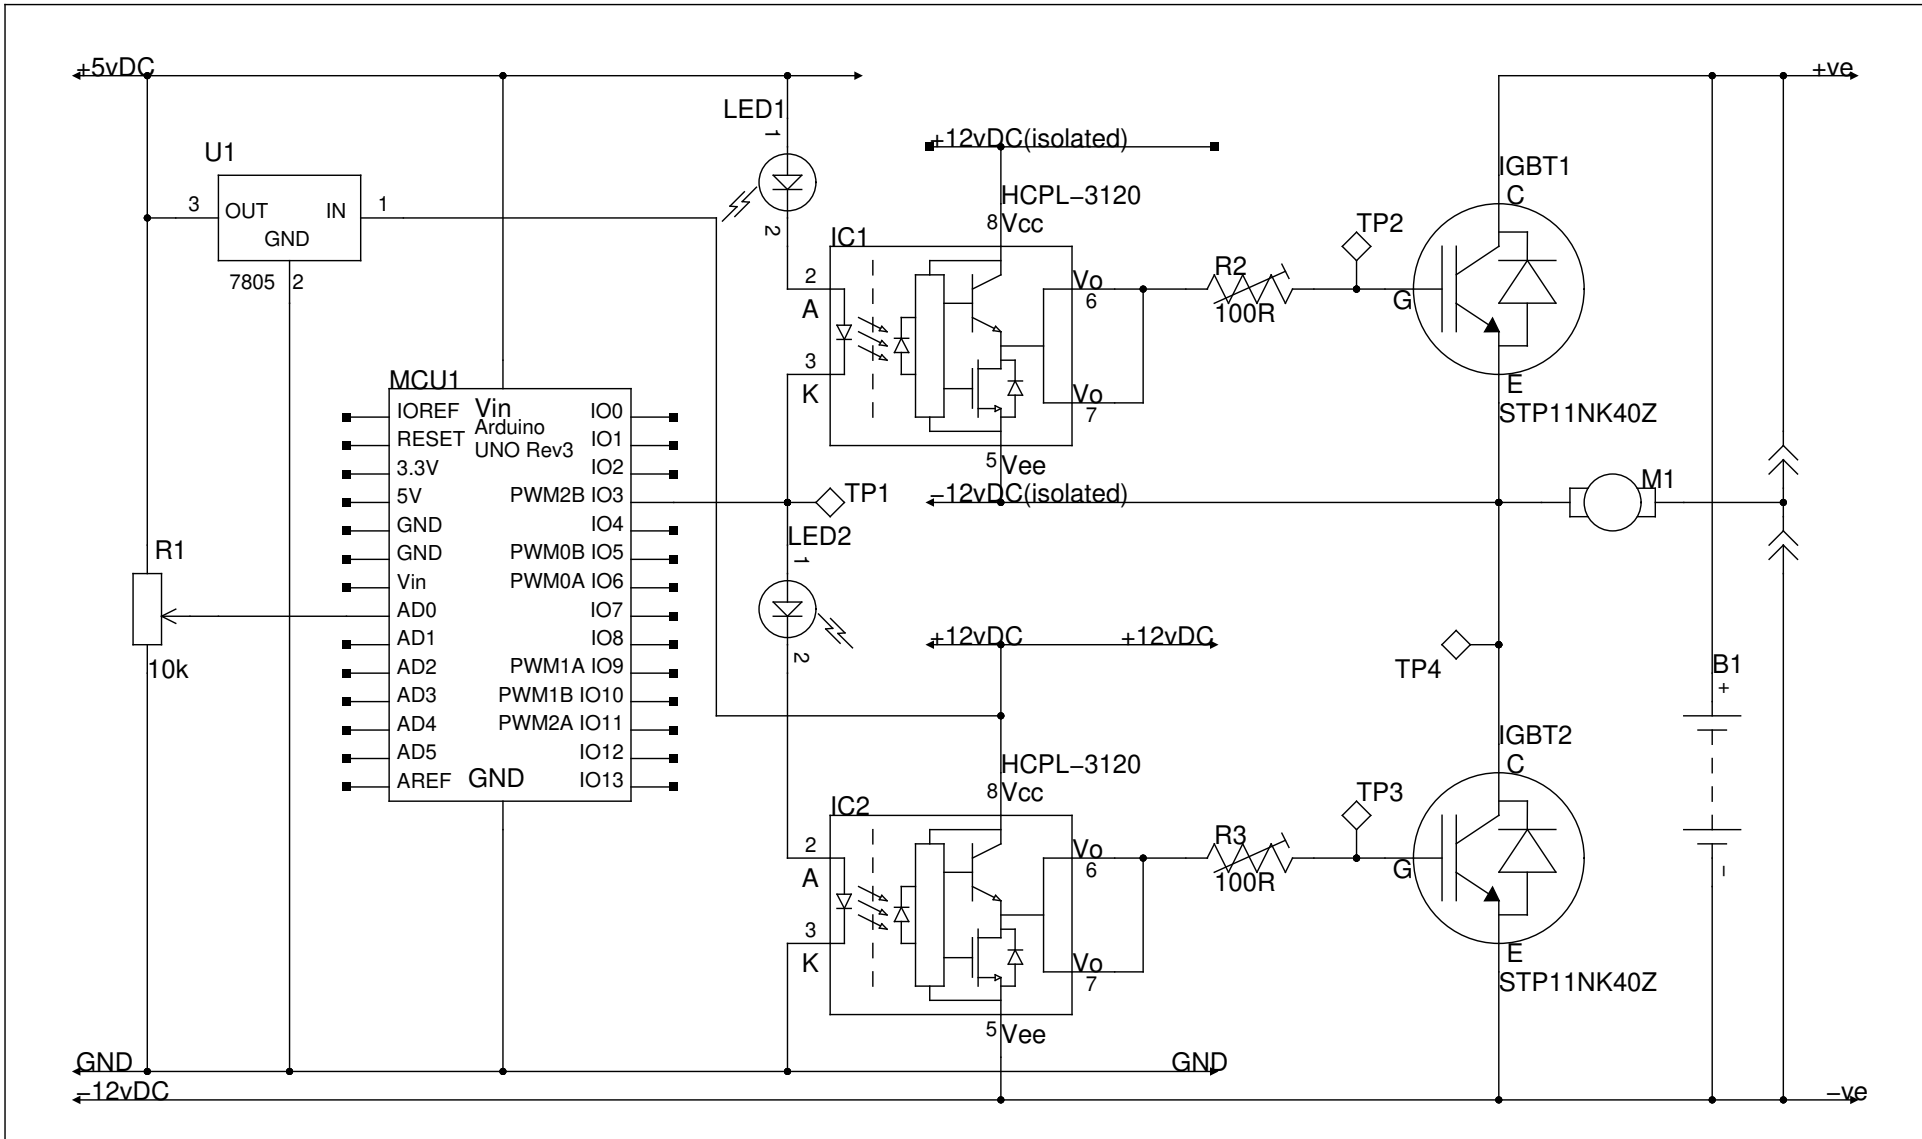 +5vDC
+ve
LED1
1
2
+12vDC(isolated)
U1
3
OUT
IN
1
GND
7805
2
HCPL-3120
8
Vcc
IC1
2
A
3
K
Vo
6
Vo
7
5
Vee
-12vDC(isolated)
R2
100R
TP2
IGBT1
C
G
E
STP11NK40Z
M1
MCU1
Vin
Arduino
UNO Rev3
IOREF
RESET
3.3V
5V
GND
GND
Vin
AD0
AD1
AD2
AD3
AD4
AD5
AREF
GND
IO0
IO1
IO2
PWM2B IO3
IO4
PWM0B IO5
PWM0A IO6
IO7
IO8
PWM1A IO9
PWM1B IO10
PWM2A IO11
IO12
IO13
TP1
LED2
1
2
R1
10k
+12vDC
+12vDC
TP4
B1
+
-
HCPL-3120
8
Vcc
IC2
2
A
3
K
Vo
6
Vo
7
5
Vee
R3
100R
TP3
IGBT2
C
G
E
STP11NK40Z
GND
GND
-12vDC
-ve